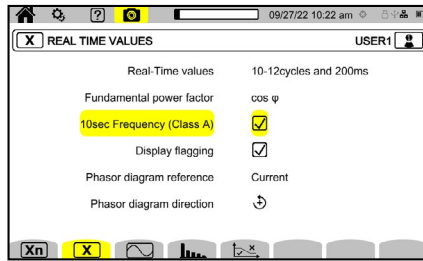 ?
09/27/22 10:22 am
X REAL TIME VALUES USER1
Real-Time values 10-12cycles and 200ms
Fundamental power factor cos φ
10sec Frequency (Class A)
Display flagging
Phasor diagram reference Current
Phasor diagram direction
Xn X